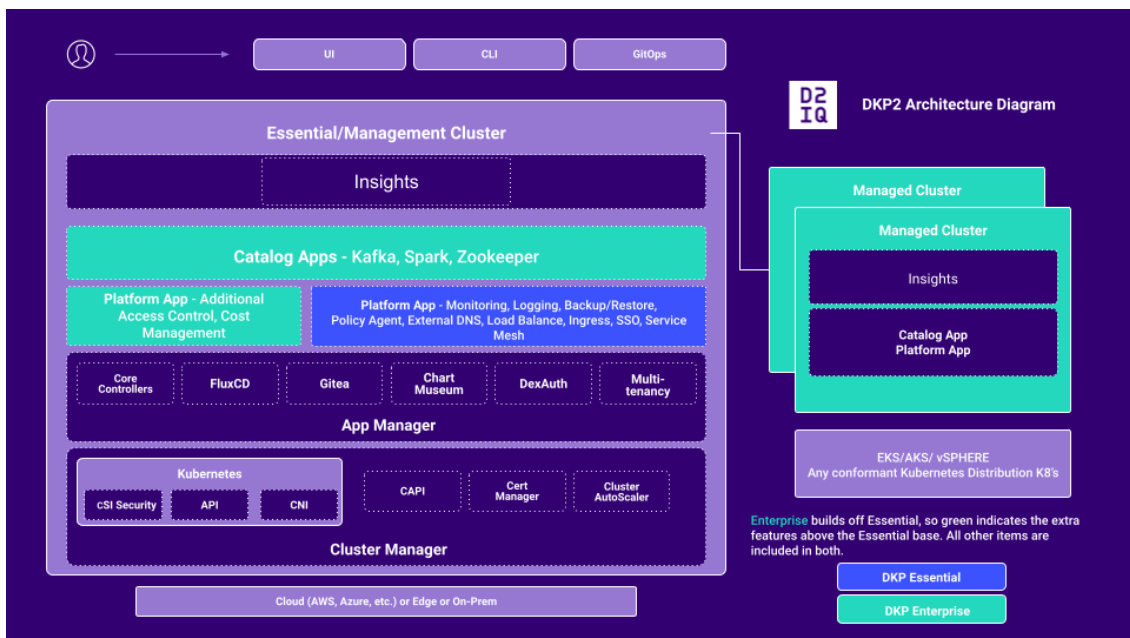 UI
CLI
GitOps
D2
IQ
DKP2 Architecture Diagram
Essential/Management Cluster
Insights
Catalog Apps - Kafka, Spark, Zookeeper
Platform App - Additional
Access Control, Cost
Management
Platform App - Monitoring, Logging, Backup/Restore,
Policy Agent, External DNS, Load Balance, Ingress, SSO, Service
Mesh
Core
Controllers
FluxCD
Gitea
Chart
Museum
DexAuth
Multi-
tenancy
App Manager
Kubernetes
cSI Security
API
CNI
CAPI
Cert
Manager
Cluster
AutoScaler
Cluster Manager
Cloud (AWS, Azure, etc.) or Edge or On-Prem
Managed Cluster
Managed Cluster
Insights
Catalog App
Platform App
EKS/AKS/ vSPHERE
Any conformant Kubernetes Distribution K8's
Enterprise builds off Essential, so green indicates the extra
features above the Essential base. All other items are
included in both.
DKP Essential
DKP Enterprise